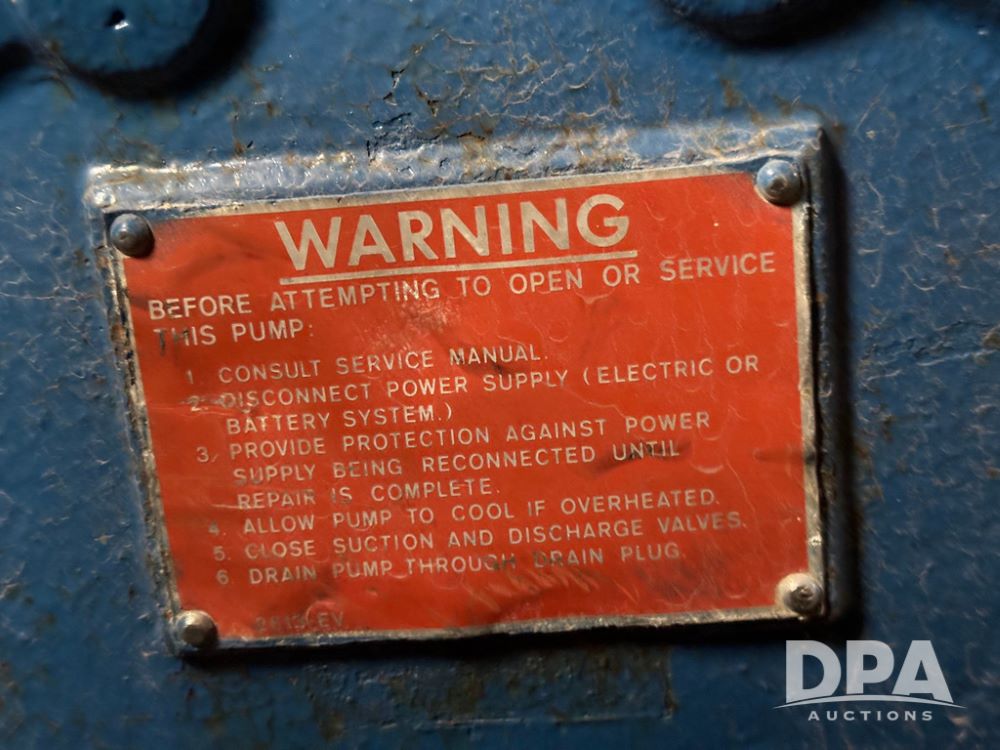 WARNING
BEFORE ATTEMPTING TO OPEN OR SERVICE
THIS PUMP:
1. CONSULT SERVICE MANUAL.
2. DISCONNECT POWER SUPPLY (ELECTRIC OR
BATTERY SYSTEM.)
3. PROVIDE PROTECTION AGAINST POWER
SUPPLY BEING RECONNECTED UNTIL
REPAIR IS COMPLETE.
4. ALLOW PUMP TO COOL IF OVERHEATED.
5. CLOSE SUCTION AND DISCHARGE VALVES.
6 DRAIN PUMP THROUGH DRAIN PLUG.
DPA
AUCTIONS